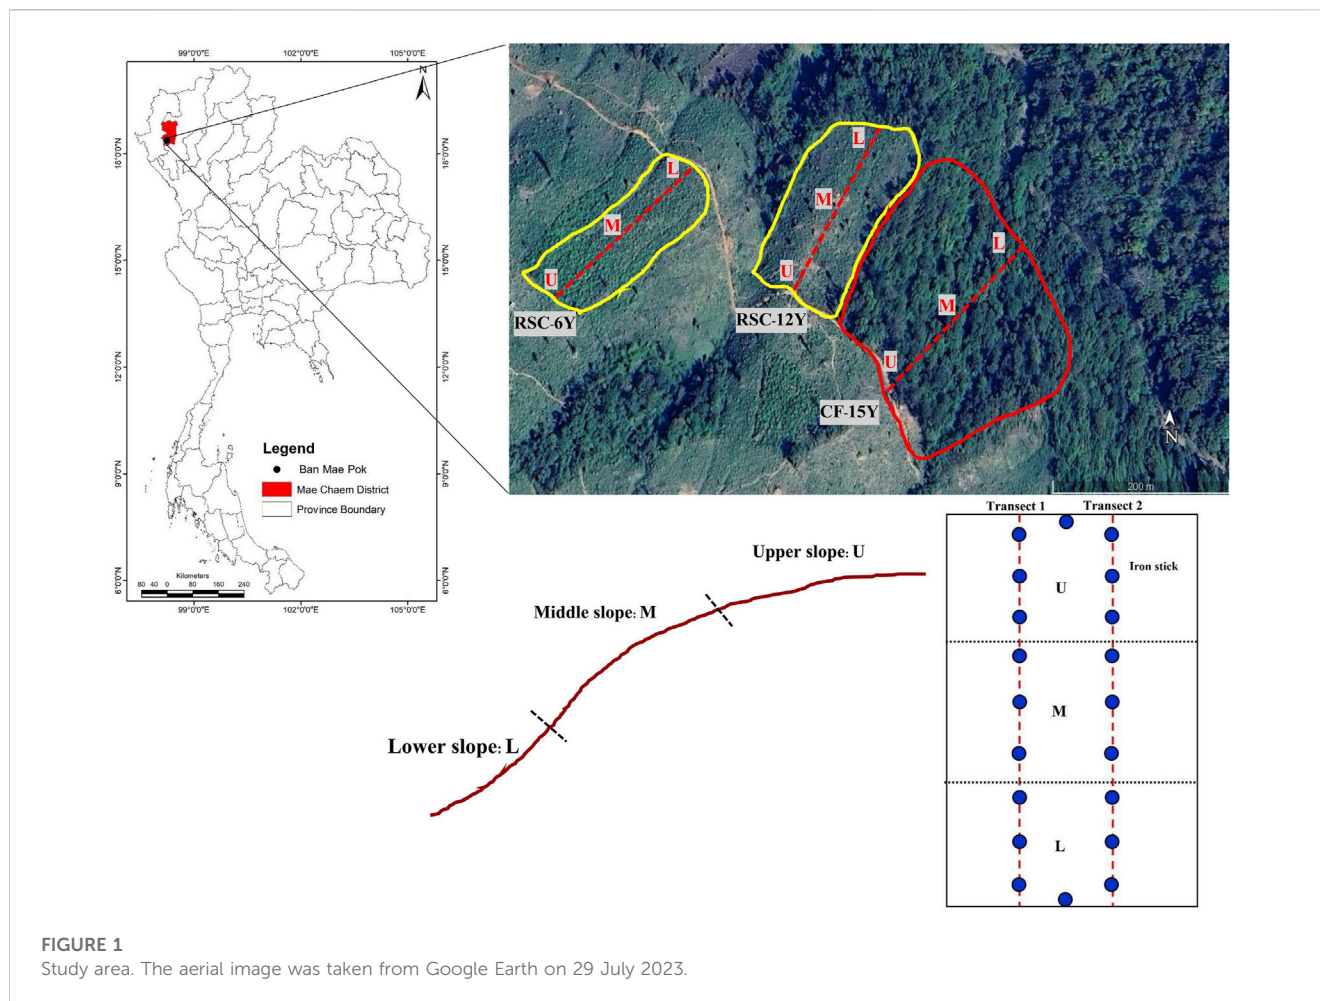 99°0'0"E
102°0'0"E
105°0'0"E
N
18°0'0"N
18°0'0"N
15°0'0"N
15°0'0"N
12°0'0"N
12°0'0"N
9°0'0"N
9°0'0"N
6°0'0"N
6°0'0"N
Legend
Ban Mae Pok
Mae Chaem District
Province Boundary
Kilometers
80 40 0 80 160 240
99°0'0"E
102°0'0"E
105°0'0"E
L
M
U
RSC-6Y
L
M
U
RSC-12Y
L
M
U
CF-15Y
N
200 m
Upper slope: U
Middle slope: M
Lower slope: L
Transect 1
Transect 2
Iron stick
U
M
L
FIGURE 1
Study area. The aerial image was taken from Google Earth on 29 July 2023.